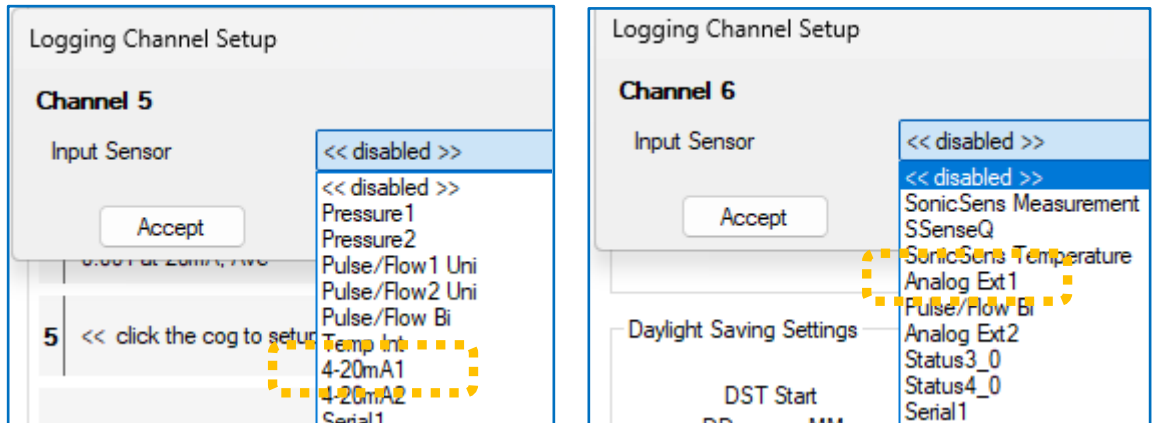 Logging Channel Setup
Channel 5
Input Sensor
<< disabled >>
<< disabled >>
Pressure1
Pressure2
Pulse/Flow1 Uni
Pulse/Flow2 Uni
Pulse/Flow Bi
Temp Int
4-20mA1
4-20mA2
Serial1
Accept
5 << click the cog to setup
Logging Channel Setup
Channel 6
Input Sensor
<< disabled >>
<< disabled >>
SonicSens Measurement
SSenseQ
SonicSens Temperature
Analog Ext1
Pulse/Flow Bi
Analog Ext2
Status3_0
Status4_0
Serial1
Accept
Daylight Saving Settings
DST Start